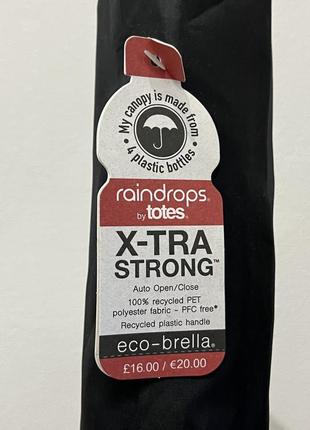 • My canopy is made from •
4 plastic bottles
raindrops®
by totes®
X-TRA
STRONG™
Auto Open/Close
100% recycled PET
polyester fabric – PFC free*
Recycled plastic handle
eco-brella®
£16.00 / €20.00